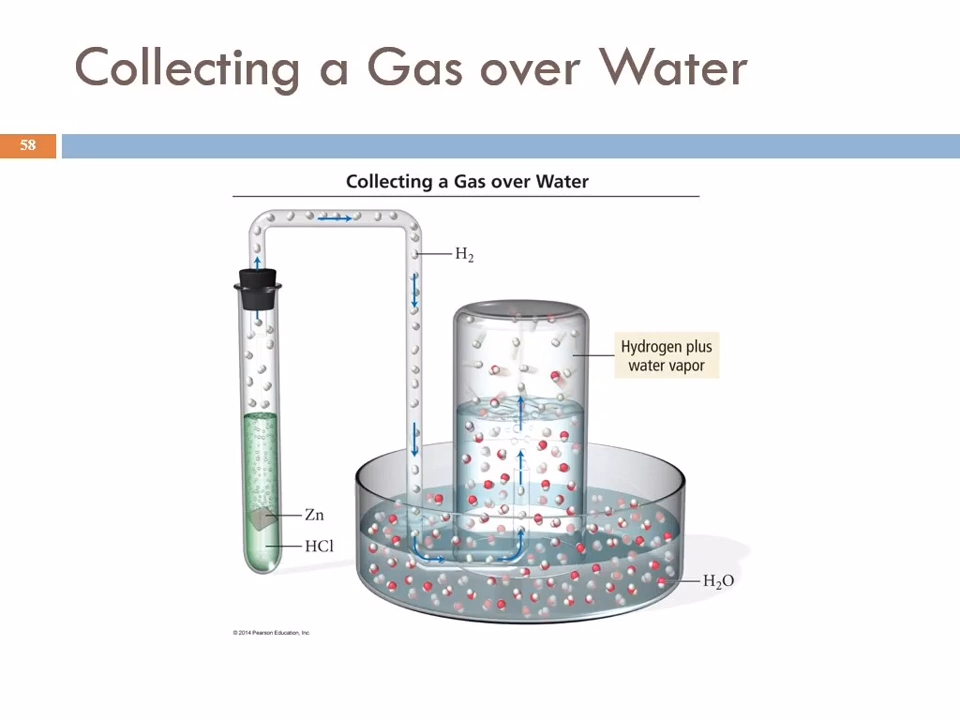 Collecting a Gas over Water
58
Collecting a Gas over Water
H₂
Hydrogen plus
water vapor
Zn
HCl
H₂O
© 2014 Pearson Education, Inc